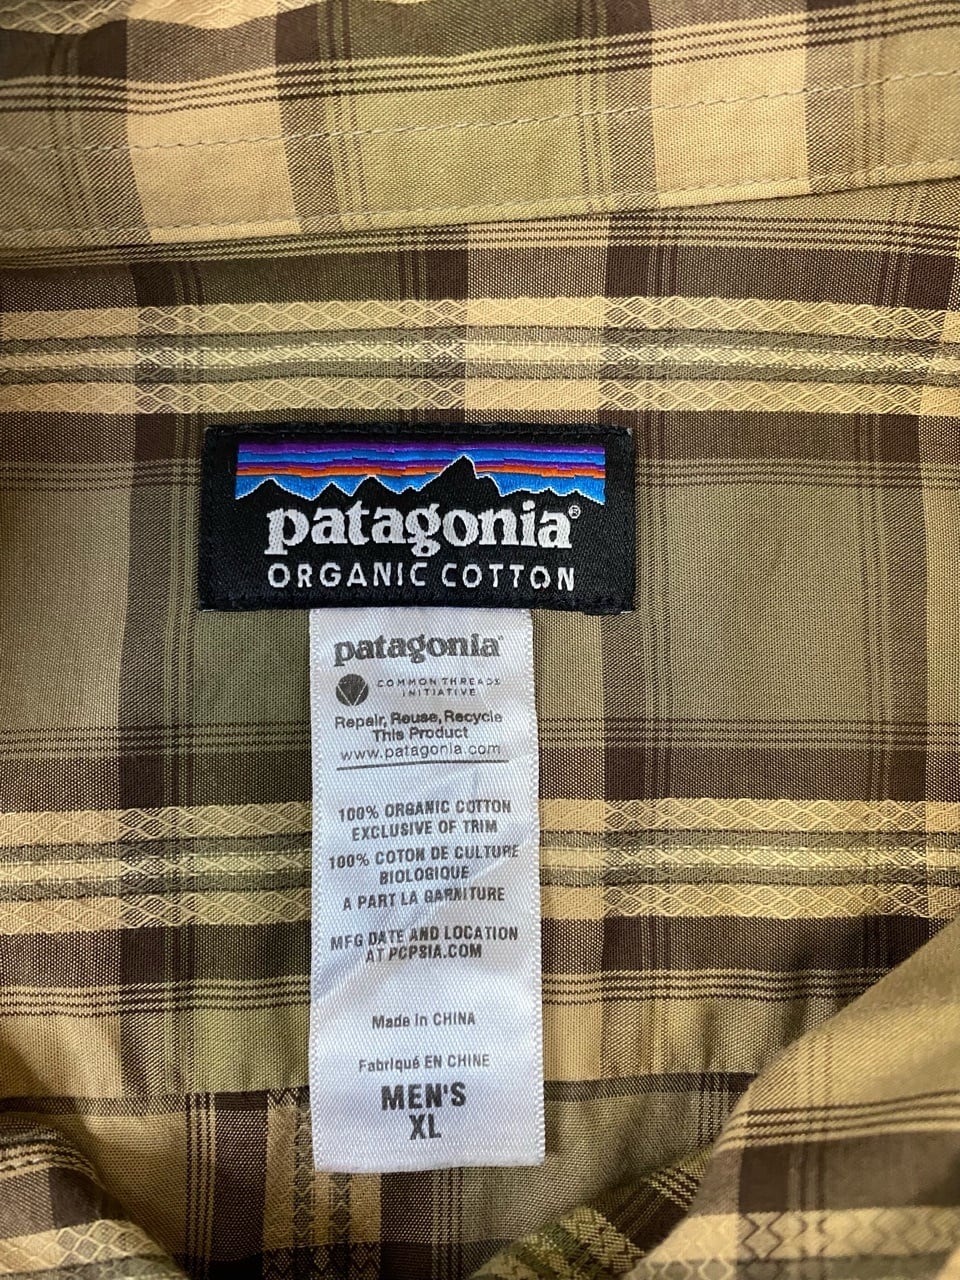 patagonia®
ORGANIC COTTON
patagonia®
COMMON THREADS
INITIATIVE
Repair, Reuse, Recycle
This Product
www.patagonia.com
100% ORGANIC COTTON
EXCLUSIVE OF TRIM
100% COTON DE CULTURE
BIOLOGIQUE
A PART LA GARNITURE
MFG DATE AND LOCATION
AT PCPSIA.COM
Made in CHINA
Fabriqué EN CHINE
MEN'S
XL